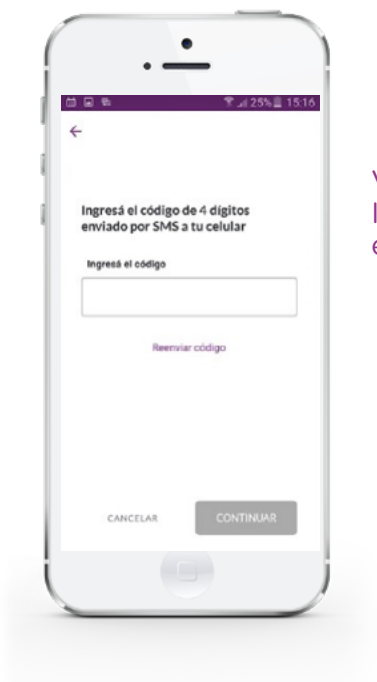 25% 15:16
Ingresá el código de 4 dígitos
enviado por SMS a tu celular
Ingresá el código
Reenviar código
CANCELAR
CONTINUAR